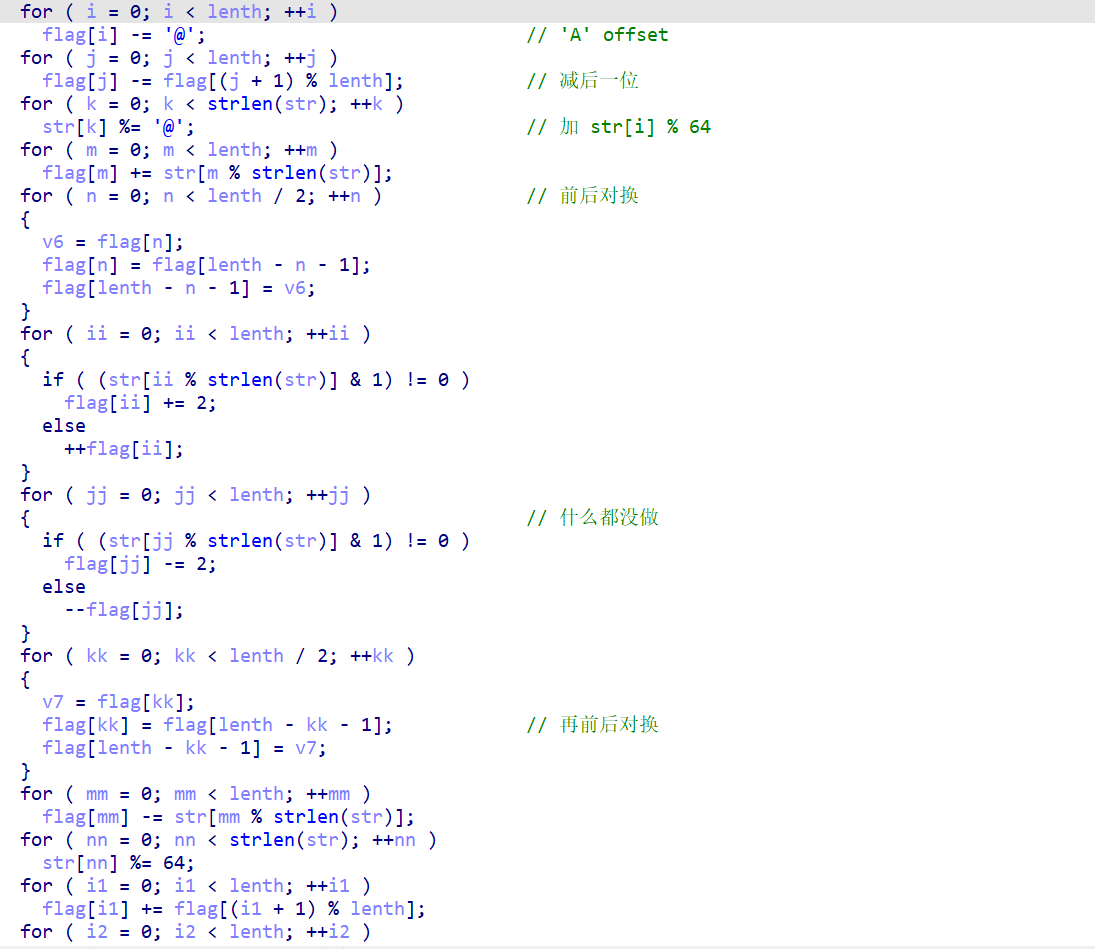 for ( i = 0; i < lenth; ++i )
  flag[i] -= '@';                             // 'A' offset
for ( j = 0; j < lenth; ++j )
  flag[j] -= flag[(j + 1) % lenth];           // 减后一位
for ( k = 0; k < strlen(str); ++k )
  str[k] %= '@';                              // 加 str[i] % 64
for ( m = 0; m < lenth; ++m )
  flag[m] += str[m % strlen(str)];
for ( n = 0; n < lenth / 2; ++n )             // 前后对换
{
  v6 = flag[n];
  flag[n] = flag[lenth - n - 1];
  flag[lenth - n - 1] = v6;
}
for ( ii = 0; ii < lenth; ++ii )
{
  if ( (str[ii % strlen(str)] & 1) != 0 )
    flag[ii] += 2;
  else
    ++flag[ii];
}
for ( jj = 0; jj < lenth; ++jj )
{                                             // 什么都没做
  if ( (str[jj % strlen(str)] & 1) != 0 )
    flag[jj] -= 2;
  else
    --flag[jj];
}
for ( kk = 0; kk < lenth / 2; ++kk )
{
  v7 = flag[kk];
  flag[kk] = flag[lenth - kk - 1];            // 再前后对换
  flag[lenth - kk - 1] = v7;
}
for ( mm = 0; mm < lenth; ++mm )
  flag[mm] -= str[mm % strlen(str)];
for ( nn = 0; nn < strlen(str); ++nn )
  str[nn] %= 64;
for ( i1 = 0; i1 < lenth; ++i1 )
  flag[i1] += flag[(i1 + 1) % lenth];
for ( i2 = 0; i2 < lenth; ++i2 )